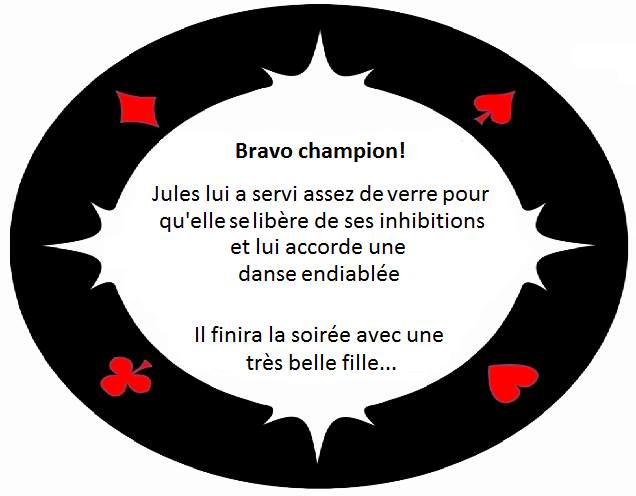 Bravo champion!
Jules lui a servi assez de verre pour
qu'elle se libère de ses inhibitions
et lui accorde une
danse endiablée
Il finira la soirée avec une
très belle fille...